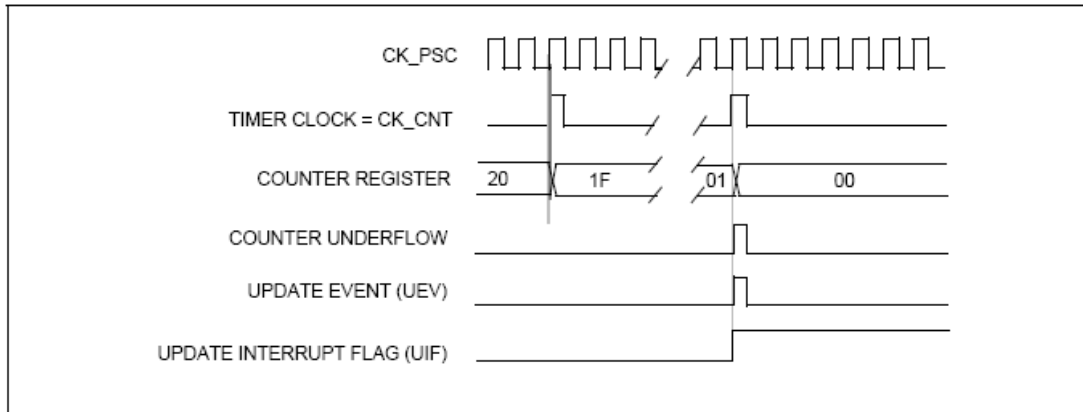 CK_PSC
TIMER CLOCK = CK_CNT
COUNTER REGISTER 20 1F 01 00
COUNTER UNDERFLOW
UPDATE EVENT (UEV)
UPDATE INTERRUPT FLAG (UIF)